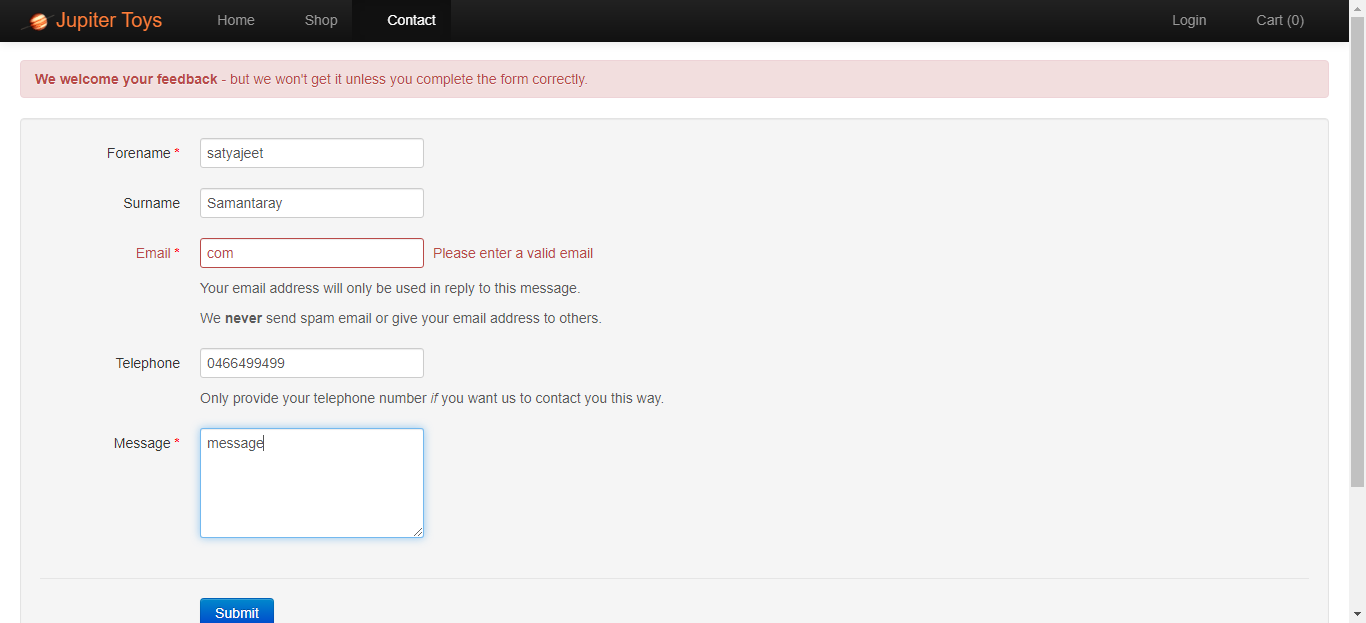 Jupiter Toys Home Shop Contact Login Cart (0)
We welcome your feedback - but we won't get it unless you complete the form correctly.
Forename * satyajeet
Surname Samantaray
Email * com Please enter a valid email
Your email address will only be used in reply to this message.
We never send spam email or give your email address to others.
Telephone 0466499499
Only provide your telephone number if you want us to contact you this way.
Message * message
Submit